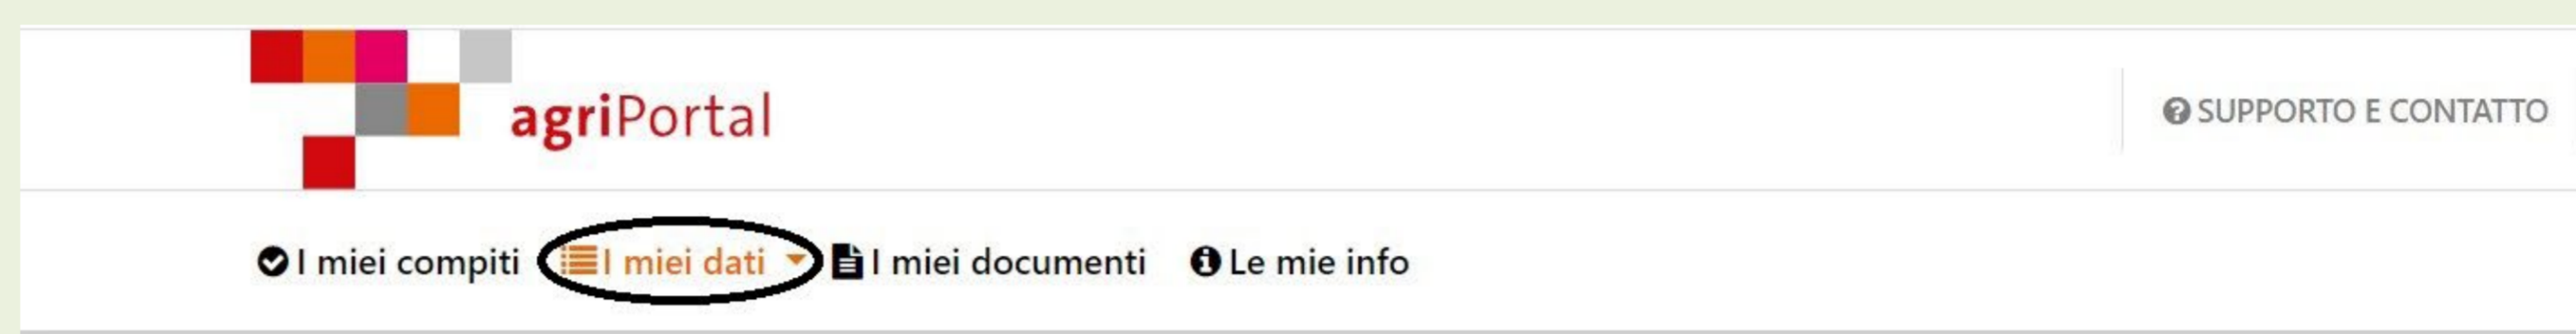 agriPortal
SUPPORTO E CONTATTO
I miei compiti I miei dati I miei documenti Le mie info